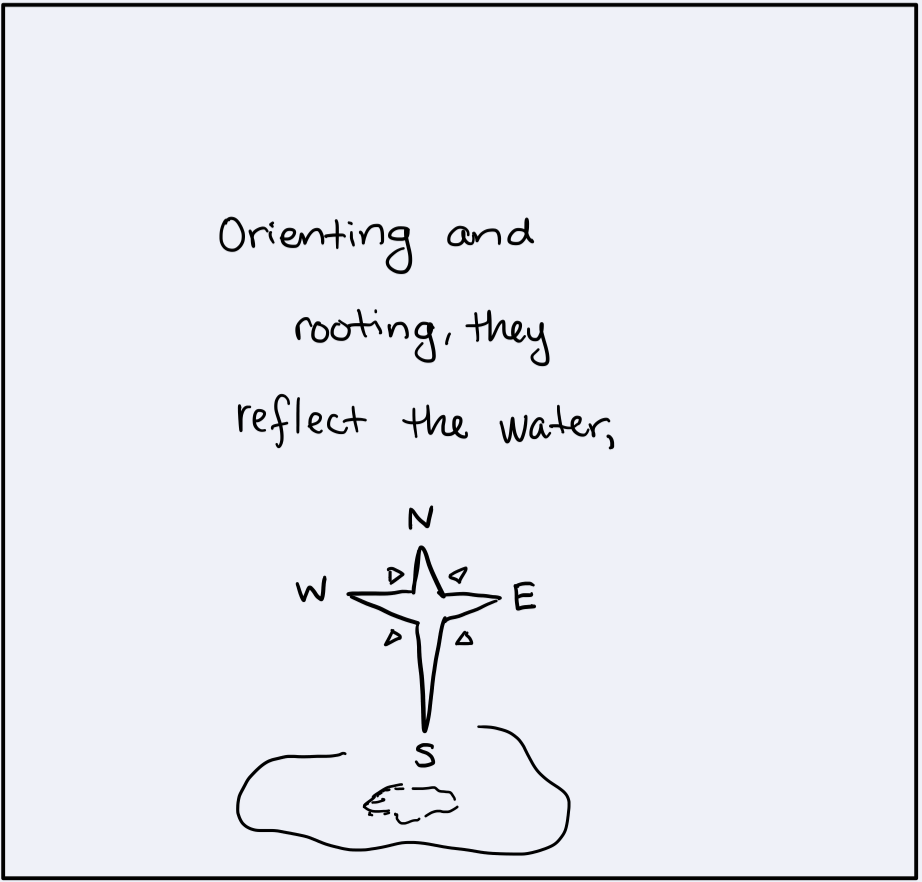 Orienting and
rooting, they
reflect the water,
N
W E
S